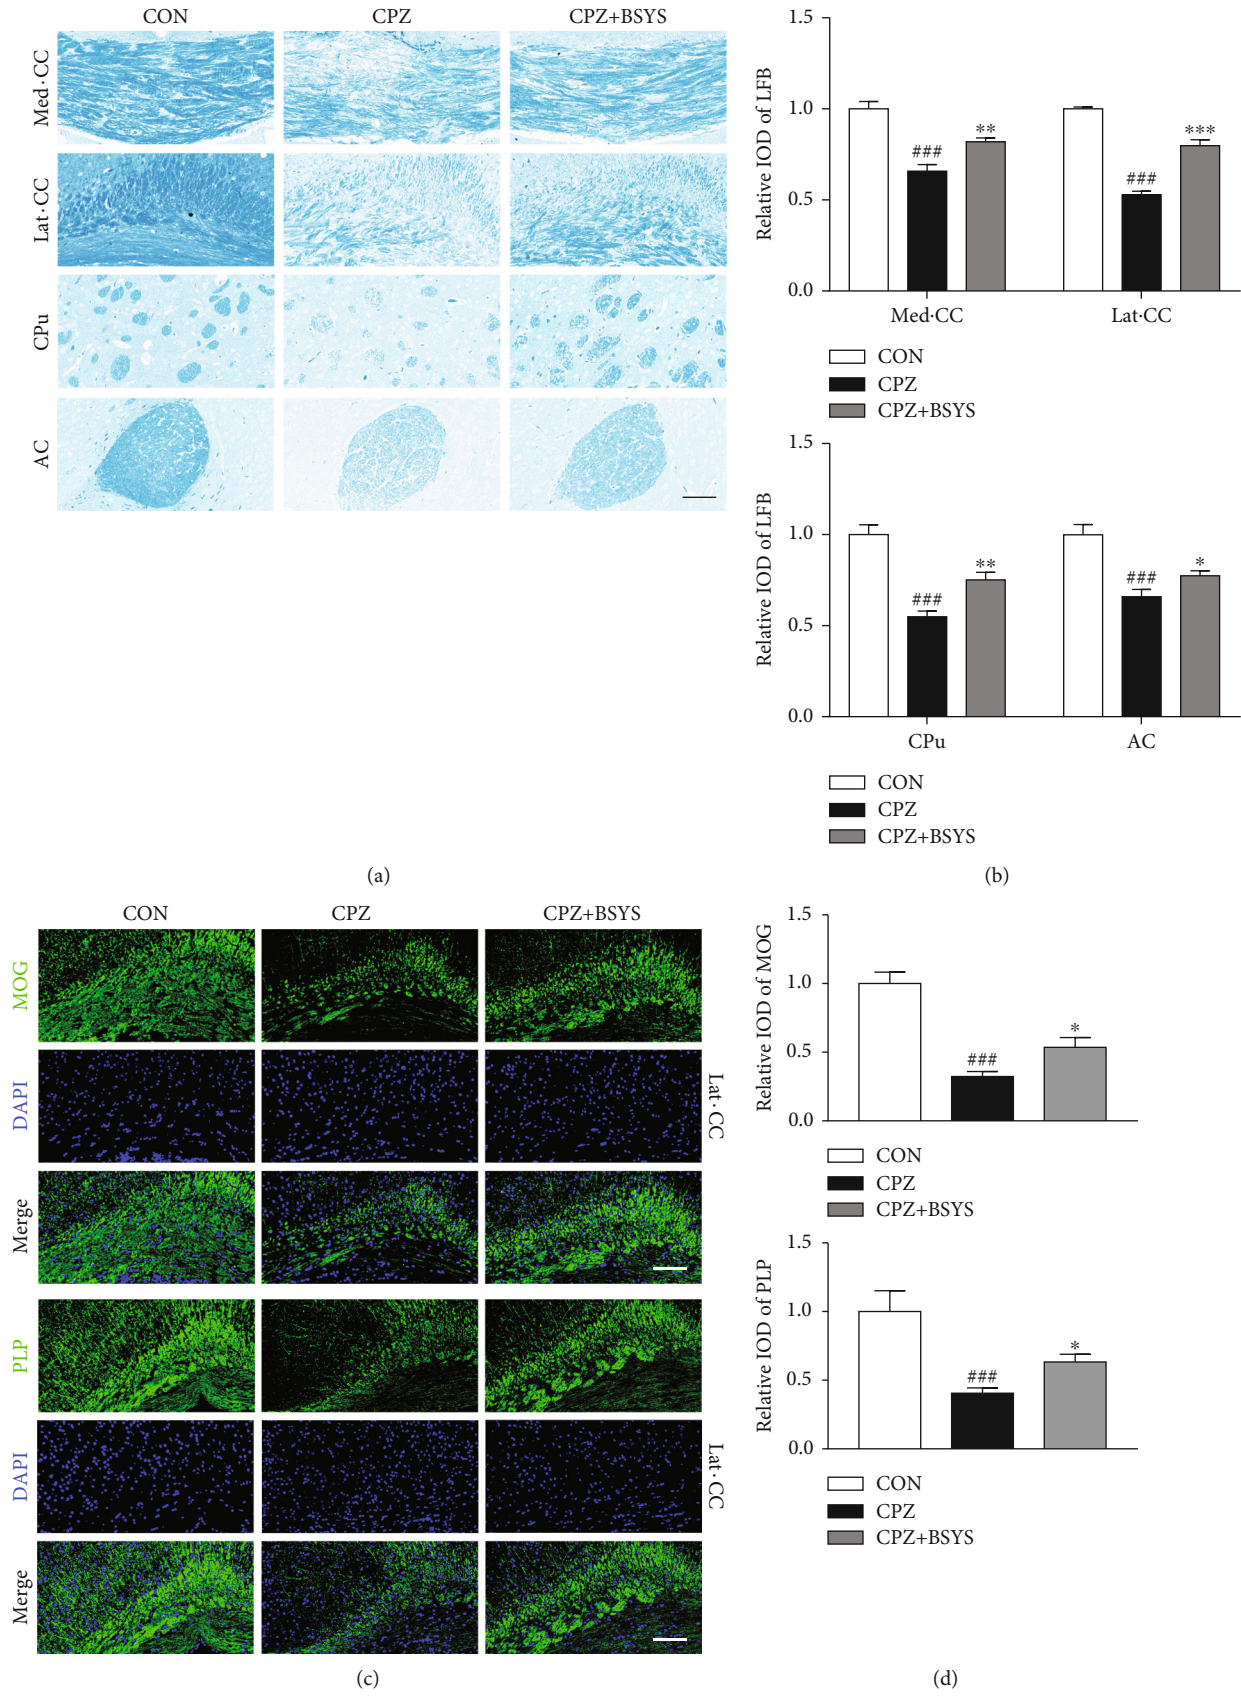 CON CPZ CPZ+BSYS
Med·CC
Lat·CC
CPu
AC
(a)
1.5
1.0
0.5
0.0
Relative IOD of LFB
###
**
###
***
Med·CC Lat·CC
CON
CPZ
CPZ+BSYS
1.5
1.0
0.5
0.0
Relative IOD of LFB
###
**
###
*
CPu AC
CON
CPZ
CPZ+BSYS
(b)
CON CPZ CPZ+BSYS
MOG
DAPI
Merge
Lat·CC
PLP
DAPI
Merge
Lat·CC
(c)
1.5
1.0
0.5
0.0
Relative IOD of MOG
###
*
CON
CPZ
CPZ+BSYS
1.5
1.0
0.5
0.0
Relative IOD of PLP
###
*
CON
CPZ
CPZ+BSYS
(d)